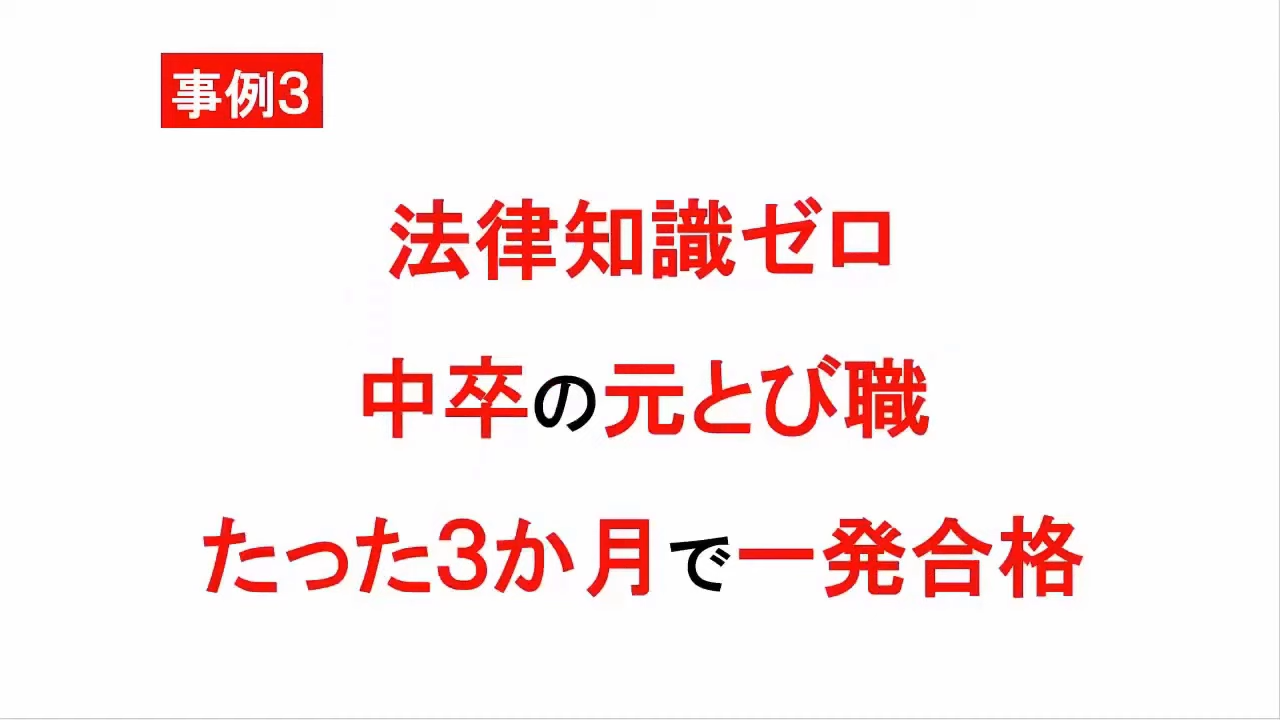 事例3
法律知識ゼロ
中卒の元とび職
たった3か月で一発合格